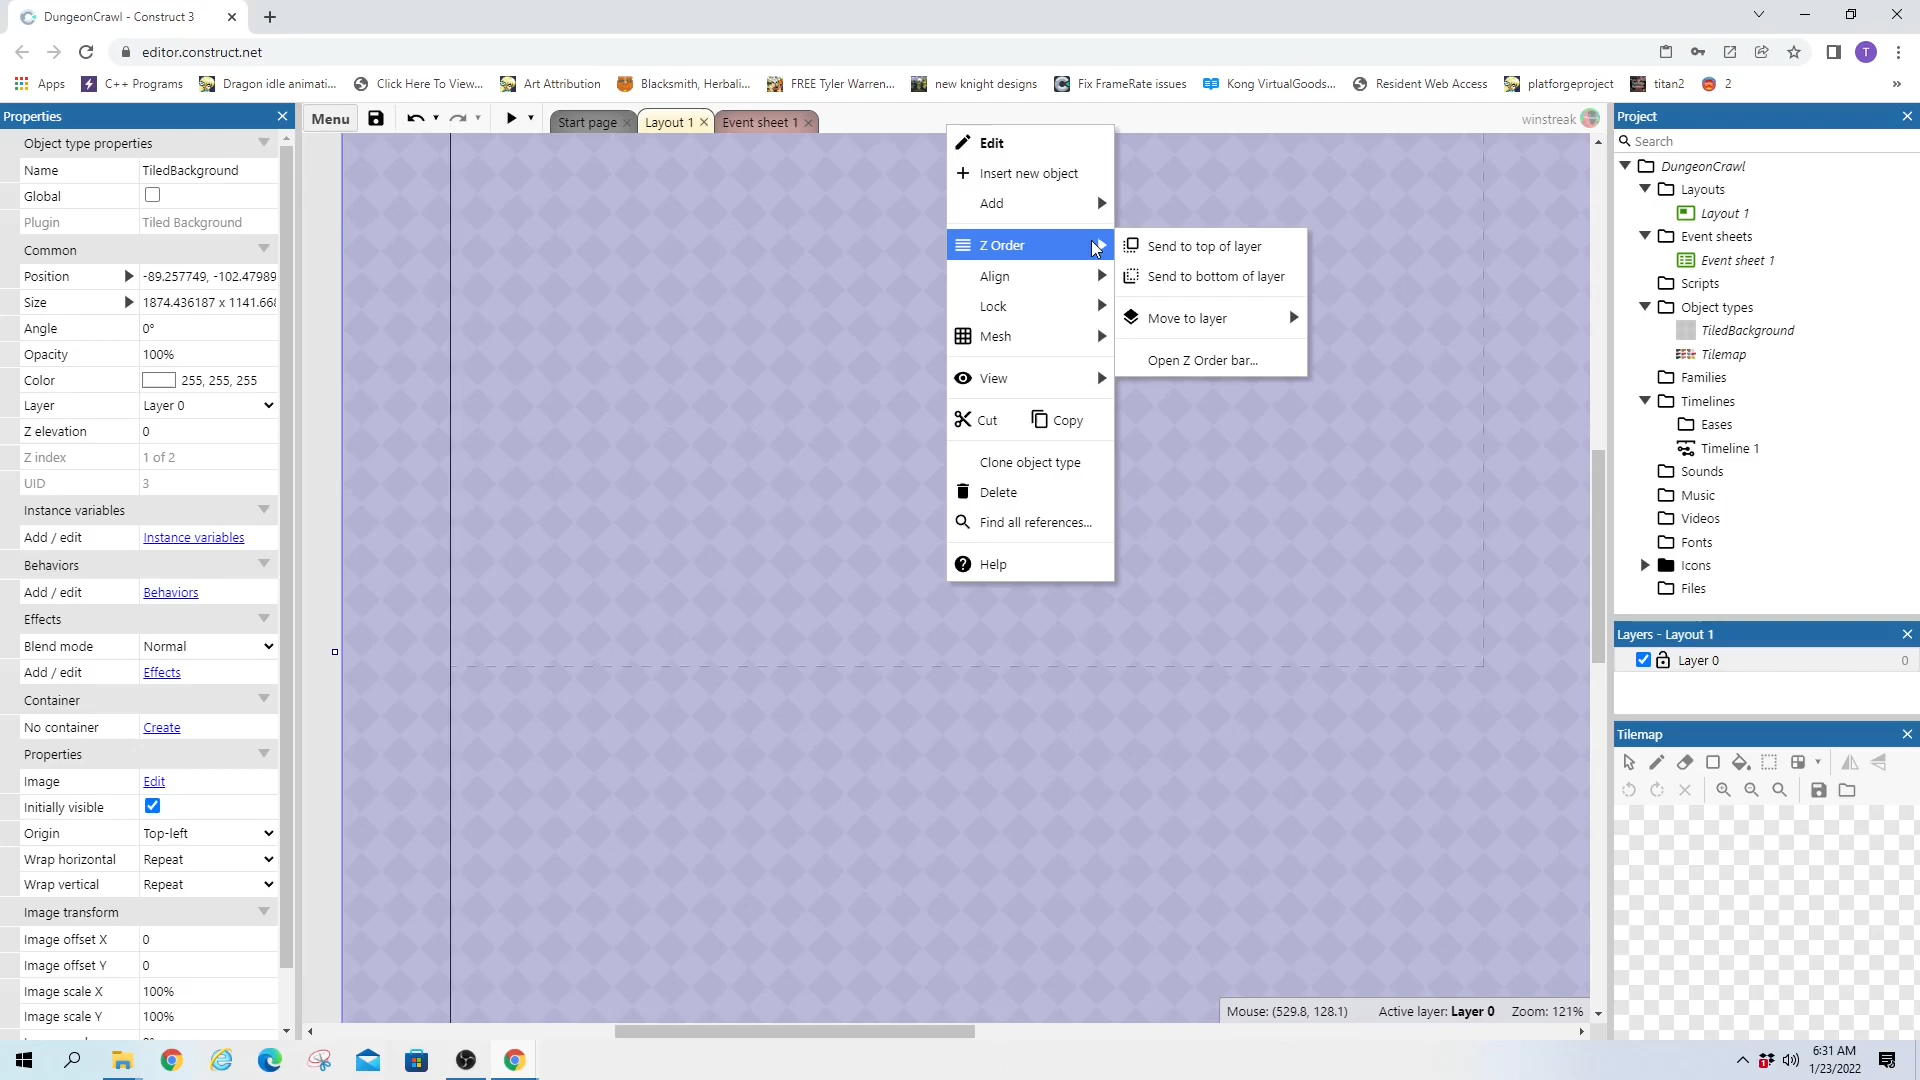 DungeonCrawl - Construct 3
editor.construct.net
T
Apps
C++ Programs
Dragon idle animati...
Click Here To View...
Art Attribution
Blacksmith, Herbali...
FREE Tyler Warren...
new knight designs
Fix FrameRate issues
Kong VirtualGoods...
Resident Web Access
platforgeproject
titan2
2
»
Properties
Object type properties
Name TiledBackground
Global
Plugin Tiled Background
Common
Position -89.257749, -102.47989
Size 1874.436187 x 1141.66
Angle 0°
Opacity 100%
Color 255, 255, 255
Layer Layer 0
Z elevation 0
Z index 1 of 2
UID 3
Instance variables
Add / edit Instance variables
Behaviors
Add / edit Behaviors
Effects
Blend mode Normal
Add / edit Effects
Container
No container Create
Properties
Image Edit
Initially visible
Origin Top-left
Wrap horizontal Repeat
Wrap vertical Repeat
Image transform
Image offset X 0
Image offset Y 0
Image scale X 100%
Image scale Y 100%
Menu
Start page
Layout 1
Event sheet 1
winstreak
Edit
Insert new object
Add
Z Order
Align
Lock
Mesh
View
Cut Copy
Clone object type
Delete
Find all references...
Help
Send to top of layer
Send to bottom of layer
Move to layer
Open Z Order bar...
Mouse: (529.8, 128.1) Active layer: Layer 0 Zoom: 121%
Project
Search
DungeonCrawl
Layouts
Layout 1
Event sheets
Event sheet 1
Scripts
Object types
TiledBackground
Tilemap
Families
Timelines
Eases
Timeline 1
Sounds
Music
Videos
Fonts
Icons
Files
Layers - Layout 1
Layer 0 0
Tilemap
6:31 AM
1/23/2022